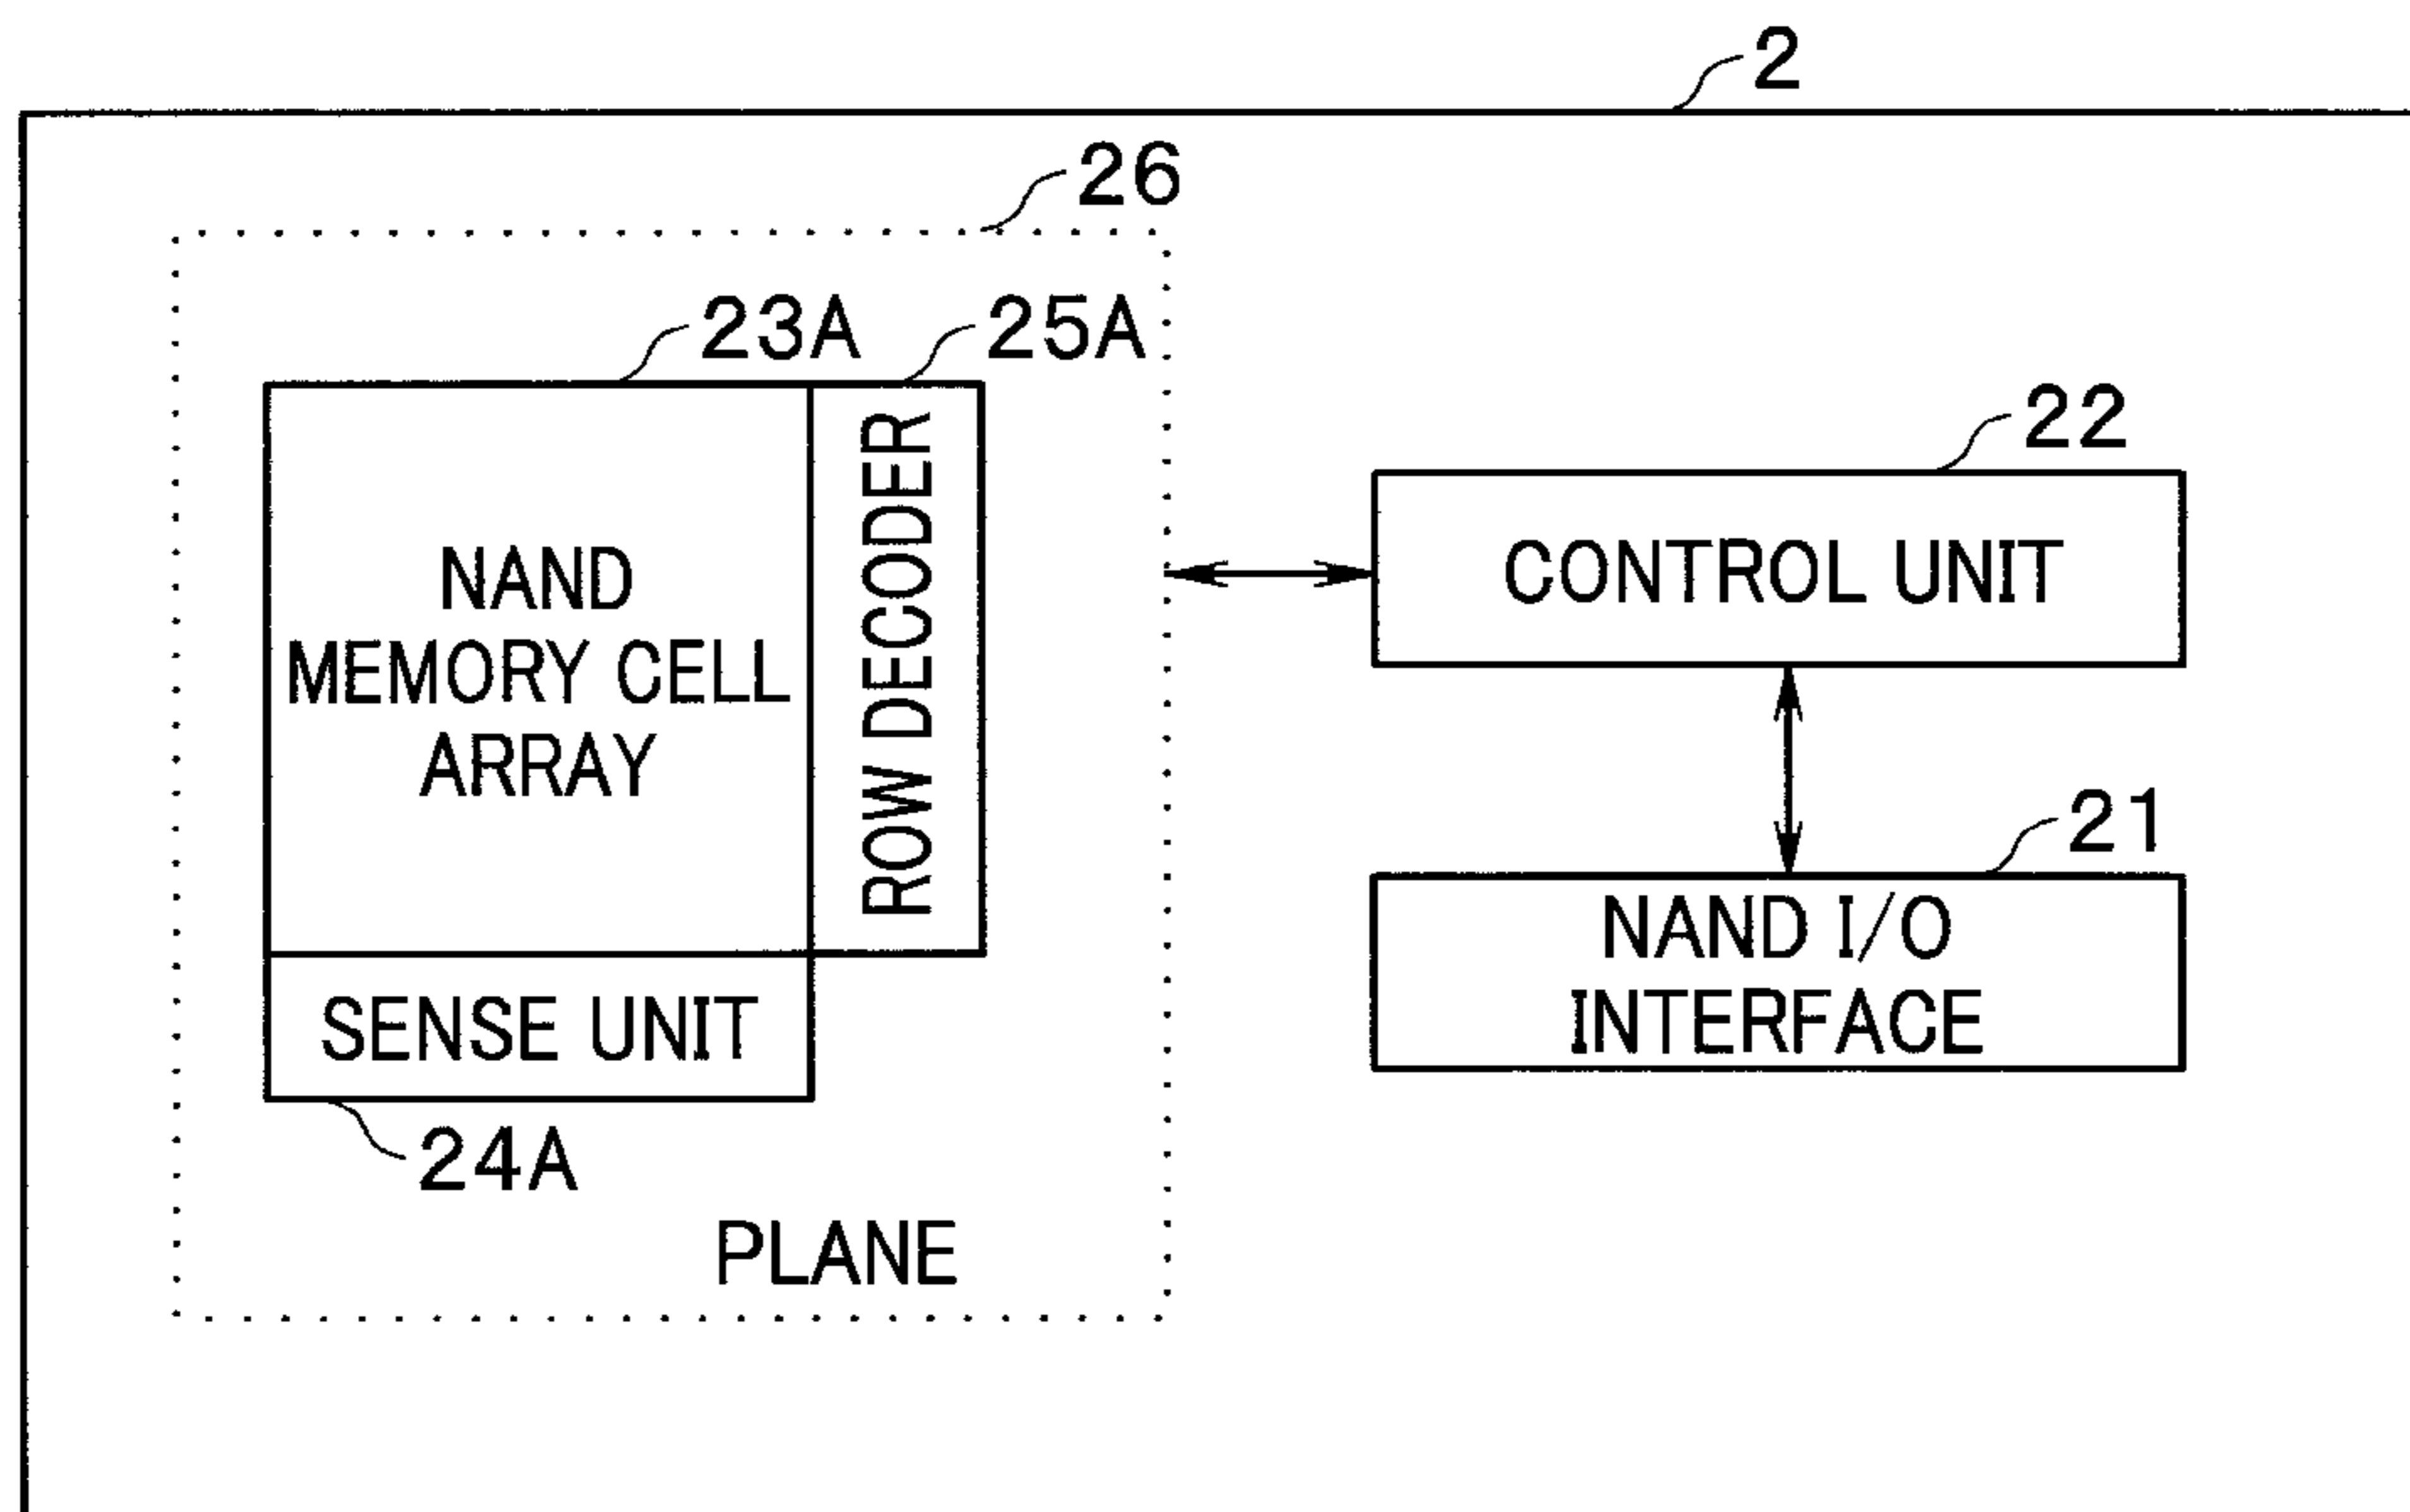 2
26
23A
25A
NAND
MEMORY CELL
ARRAY
ROW DECODER
SENSE UNIT
24A
PLANE
22
CONTROL UNIT
21
NAND I/O
INTERFACE